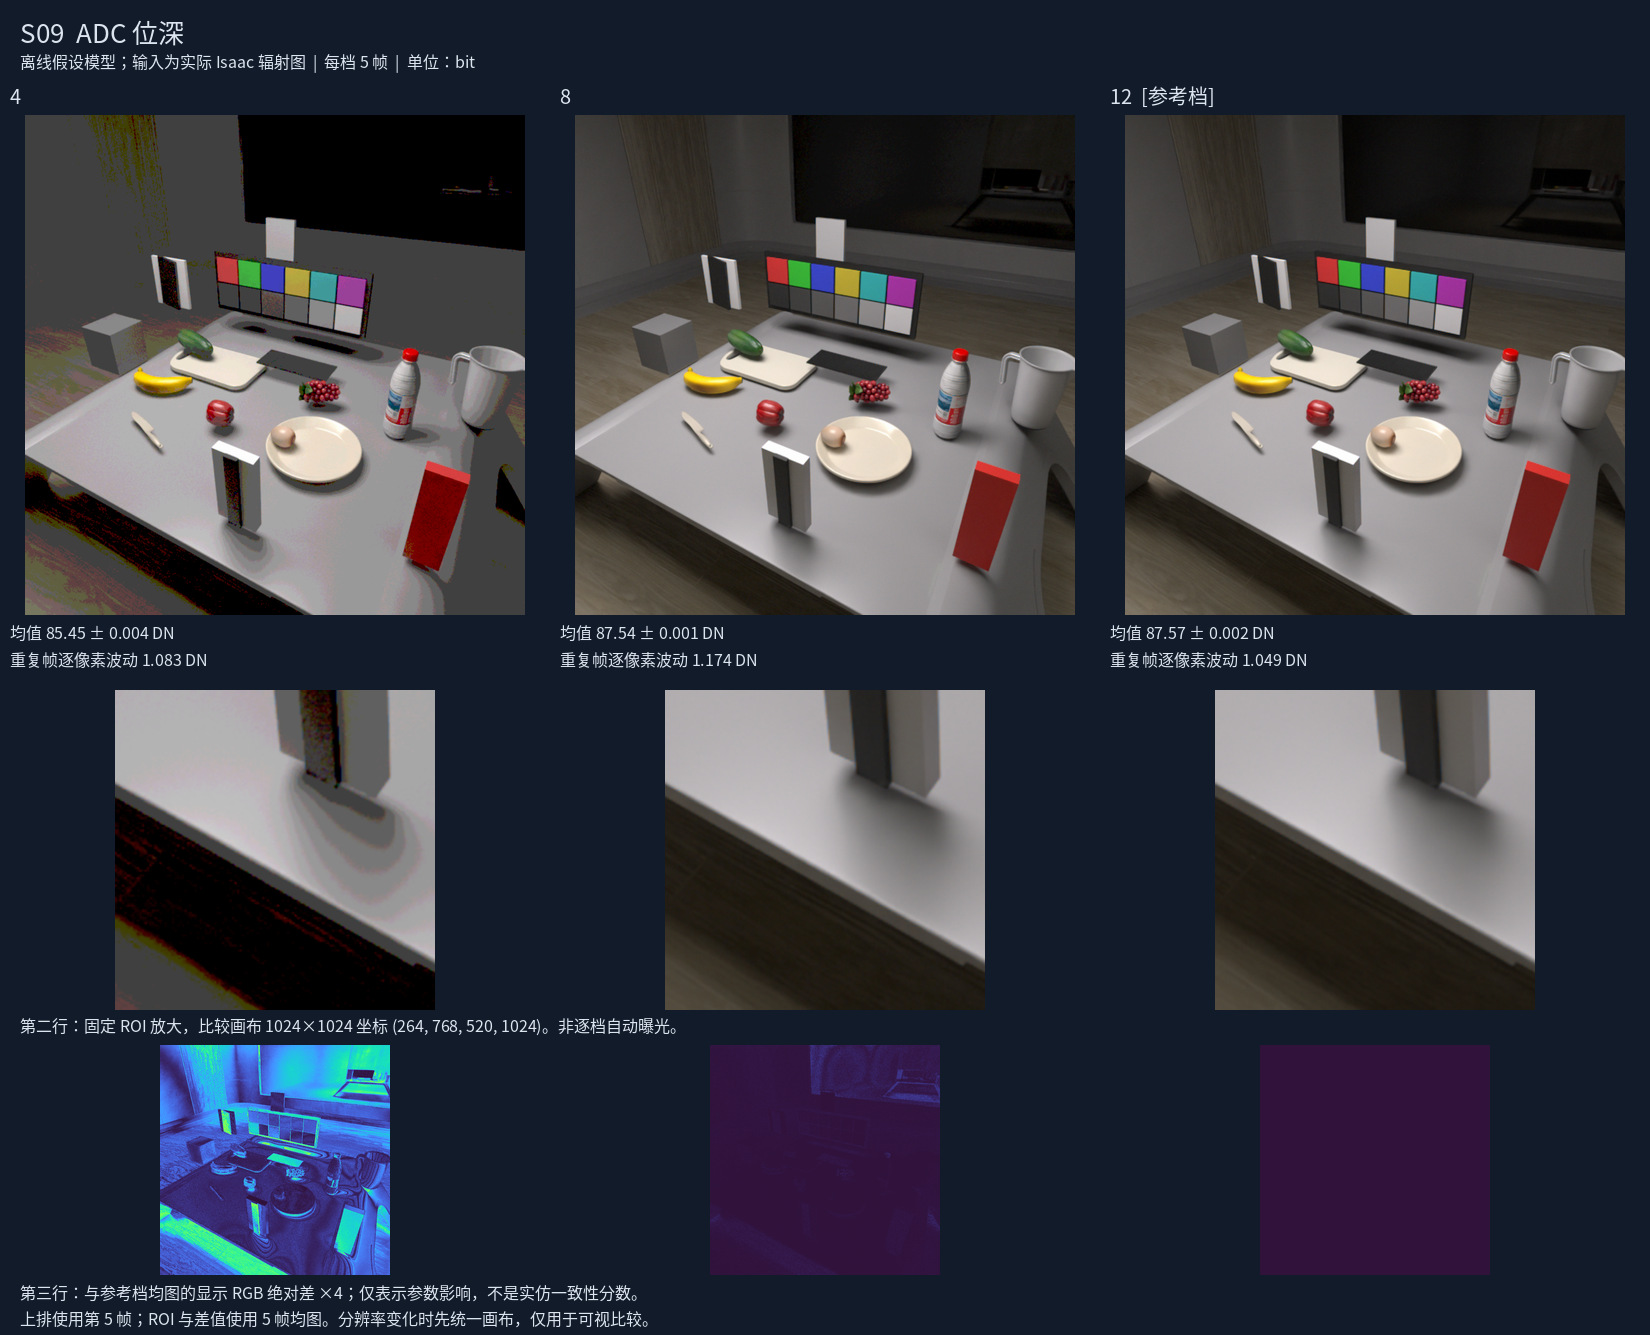 S09 ADC 位深
离线假设模型；输入为实际 Isaac 辐射图 | 每档 5 帧 | 单位：bit
4
8
12 [参考档]
均值 85.45 ± 0.004 DN
重复帧逐像素波动 1.083 DN
均值 87.54 ± 0.001 DN
重复帧逐像素波动 1.174 DN
均值 87.57 ± 0.002 DN
重复帧逐像素波动 1.049 DN
第二行：固定 ROI 放大，比较画布 1024×1024 坐标 (264, 768, 520, 1024)。非逐档自动曝光。
第三行：与参考档均图的显示 RGB 绝对差 ×4；仅表示参数影响，不是实仿一致性分数。
上排使用第 5 帧；ROI 与差值使用 5 帧均图。分辨率变化时先统一画布，仅用于可视比较。